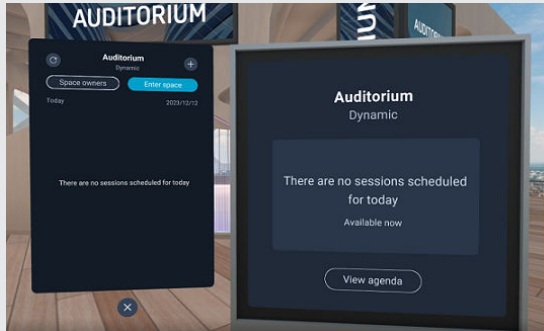 AUDITORIUM
Auditorium
Dynamic
Space owners
Enter space
Today
2023/12/12
There are no sessions scheduled for today
Auditorium
Dynamic
There are no sessions scheduled
for today
Available now
View agenda